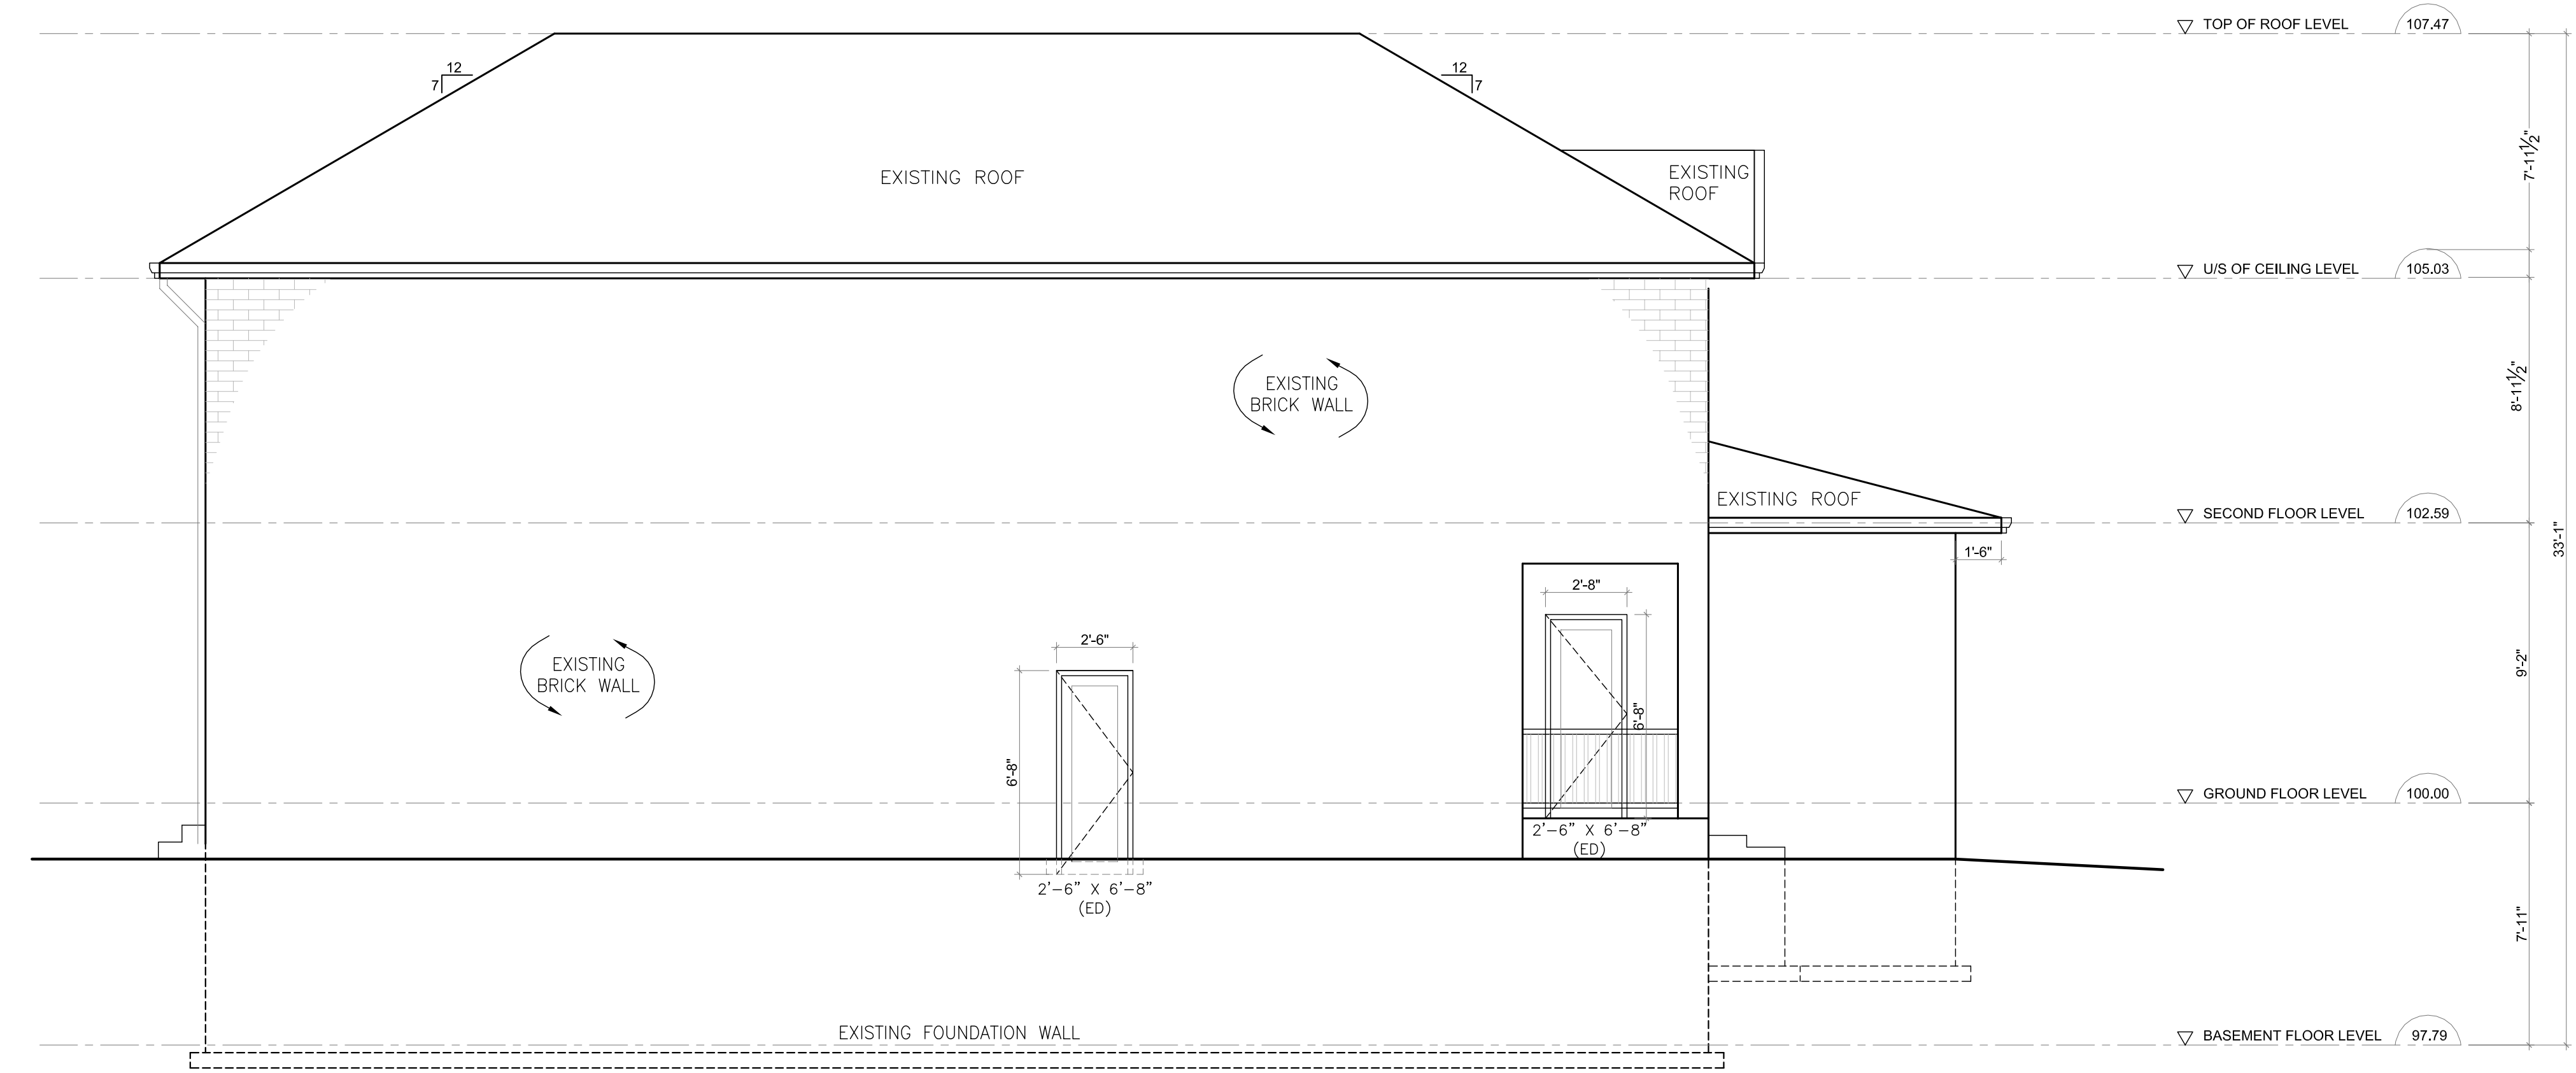 TOP OF ROOF LEVEL 107.47
12
7
12
7
7'-11½"
EXISTING ROOF
EXISTING
ROOF
U/S OF CEILING LEVEL 105.03
8'-11½"
EXISTING
BRICK WALL
EXISTING ROOF
SECOND FLOOR LEVEL 102.59
33'-1"
1'-6"
2'-8"
2'-6"
EXISTING
BRICK WALL
9'-2"
6'-8"
6'-8"
GROUND FLOOR LEVEL 100.00
2'-6" X 6'-8"
(ED)
2'-6" X 6'-8"
(ED)
7'-11"
EXISTING FOUNDATION WALL
BASEMENT FLOOR LEVEL 97.79